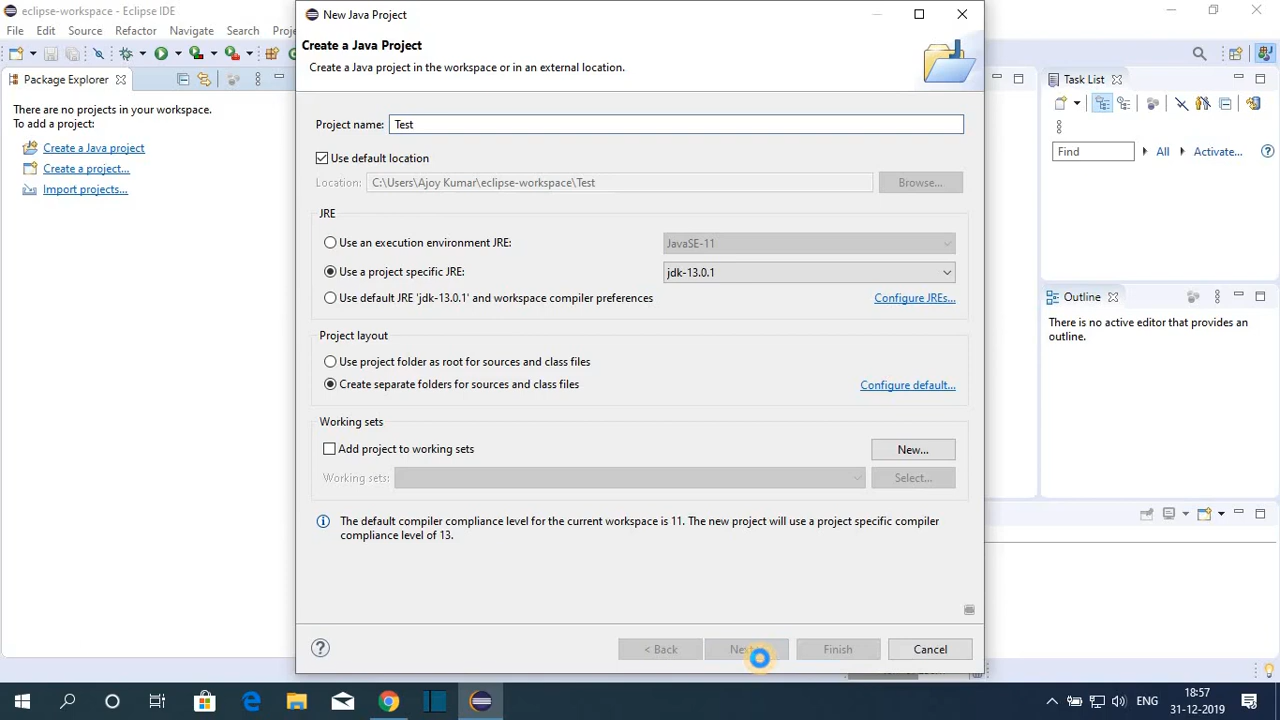 eclipse-workspace - Eclipse IDE
New Java Project
File Edit Source Refactor Navigate Search Proj
Create a Java Project
Create a Java project in the workspace or in an external location.
Package Explorer
Task List
There are no projects in your workspace.
To add a project:
Create a Java project
Create a project...
Import projects...
Project name: Test
Use default location
Location: C:\Users\Ajoy Kumar\eclipse-workspace\Test Browse...
Find All Activate...
JRE
Use an execution environment JRE: JavaSE-11
Use a project specific JRE: jdk-13.0.1
Use default JRE 'jdk-13.0.1' and workspace compiler preferences Configure JREs...
Outline
There is no active editor that provides an
outline.
Project layout
Use project folder as root for sources and class files
Create separate folders for sources and class files Configure default...
Working sets
Add project to working sets New...
Working sets: Select...
The default compiler compliance level for the current workspace is 11. The new project will use a project specific compiler
compliance level of 13.
< Back Finish Cancel
ENG 18:57
31-12-2019